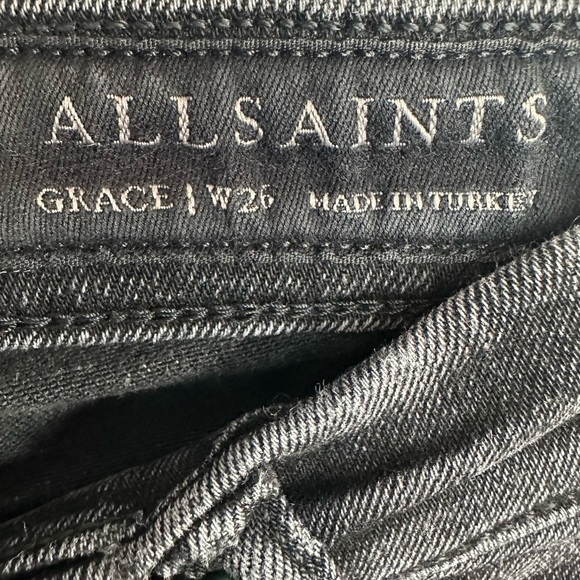 ALLSAINTS
GRACE | W26 MADE IN TURKEY